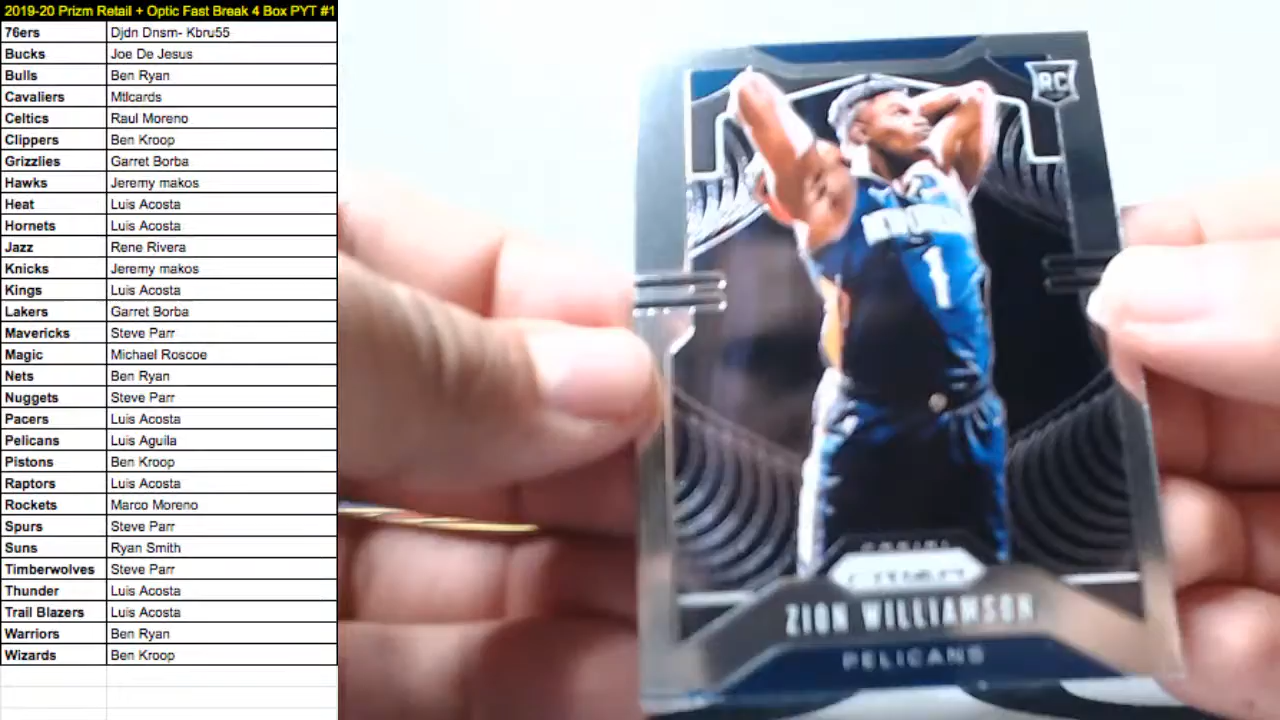 2019-20 Prizm Retail + Optic Fast Break 4 Box PYT #1
76ers Djdn Dnsm- Kbru55
Bucks Joe De Jesus
Bulls Ben Ryan
Cavaliers Mtlcards
Celtics Raul Moreno
Clippers Ben Kroop
Grizzlies Garret Borba
Hawks Jeremy makos
Heat Luis Acosta
Hornets Luis Acosta
Jazz Rene Rivera
Knicks Jeremy makos
Kings Luis Acosta
Lakers Garret Borba
Mavericks Steve Parr
Magic Michael Roscoe
Nets Ben Ryan
Nuggets Steve Parr
Pacers Luis Acosta
Pelicans Luis Aguila
Pistons Ben Kroop
Raptors Luis Acosta
Rockets Marco Moreno
Spurs Steve Parr
Suns Ryan Smith
Timberwolves Steve Parr
Thunder Luis Acosta
Trail Blazers Luis Acosta
Warriors Ben Ryan
Wizards Ben Kroop
RC
1
PRIZM
ZION WILLIAMSON
PELICANS